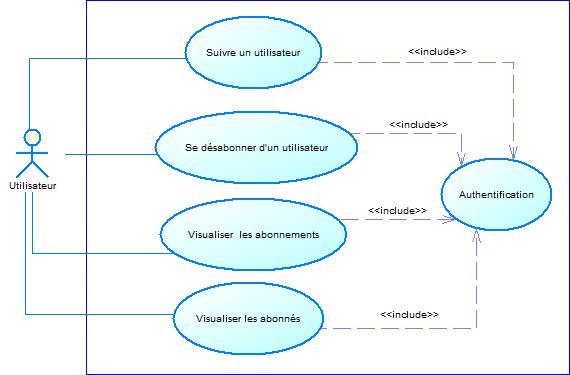 Suivre un utilisateur
<<include>>
<<include>>
Se désabonner d'un utilisateur
Utilisateur
Authentification
<<include>>
Visualiser les abonnements
<<include>>
Visualiser les abonnés